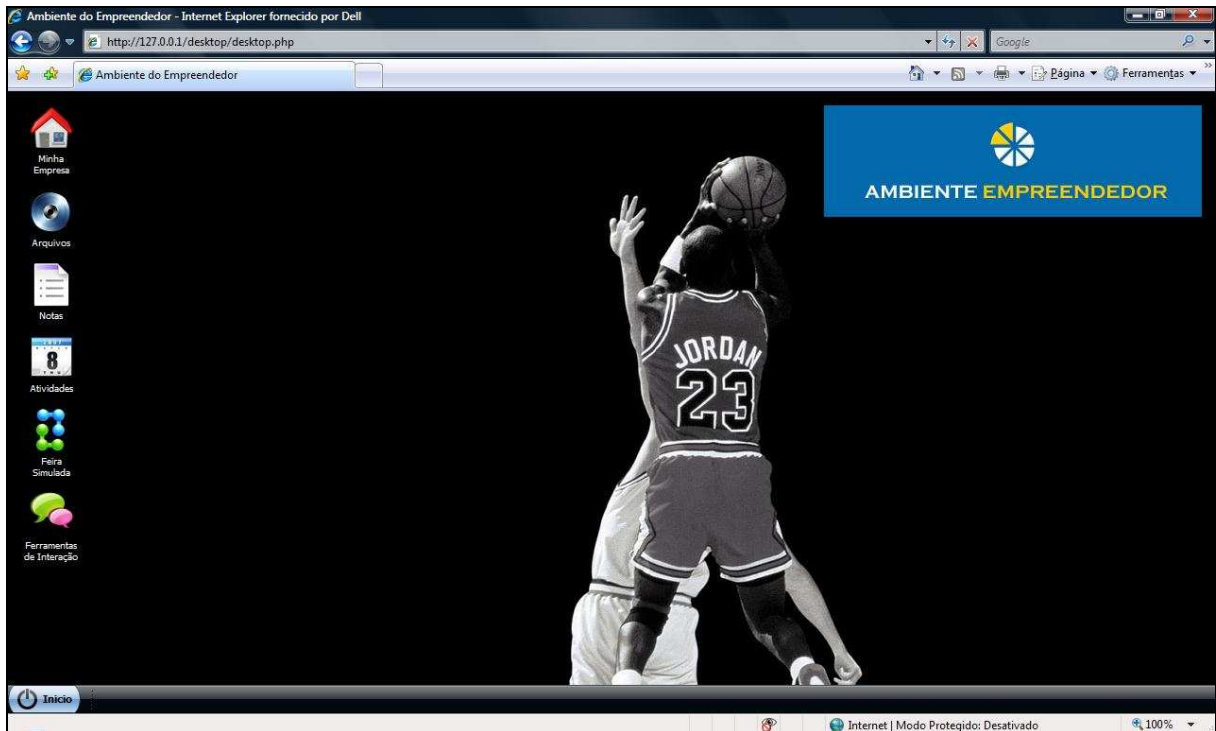 Ambiente do Empreendedor - Internet Explorer fornecido por Dell
http://127.0.0.1/desktop/desktop.php
Google
Ambiente do Empreendedor
Página
Ferramentas
Minha
Empresa
Arquivos
Notas
8
Atividades
Feira
Simulada
Ferramentas
de Interação
AMBIENTE EMPREENDEDOR
JORDAN
23
Inicio
Internet | Modo Protegido: Desativado
100%